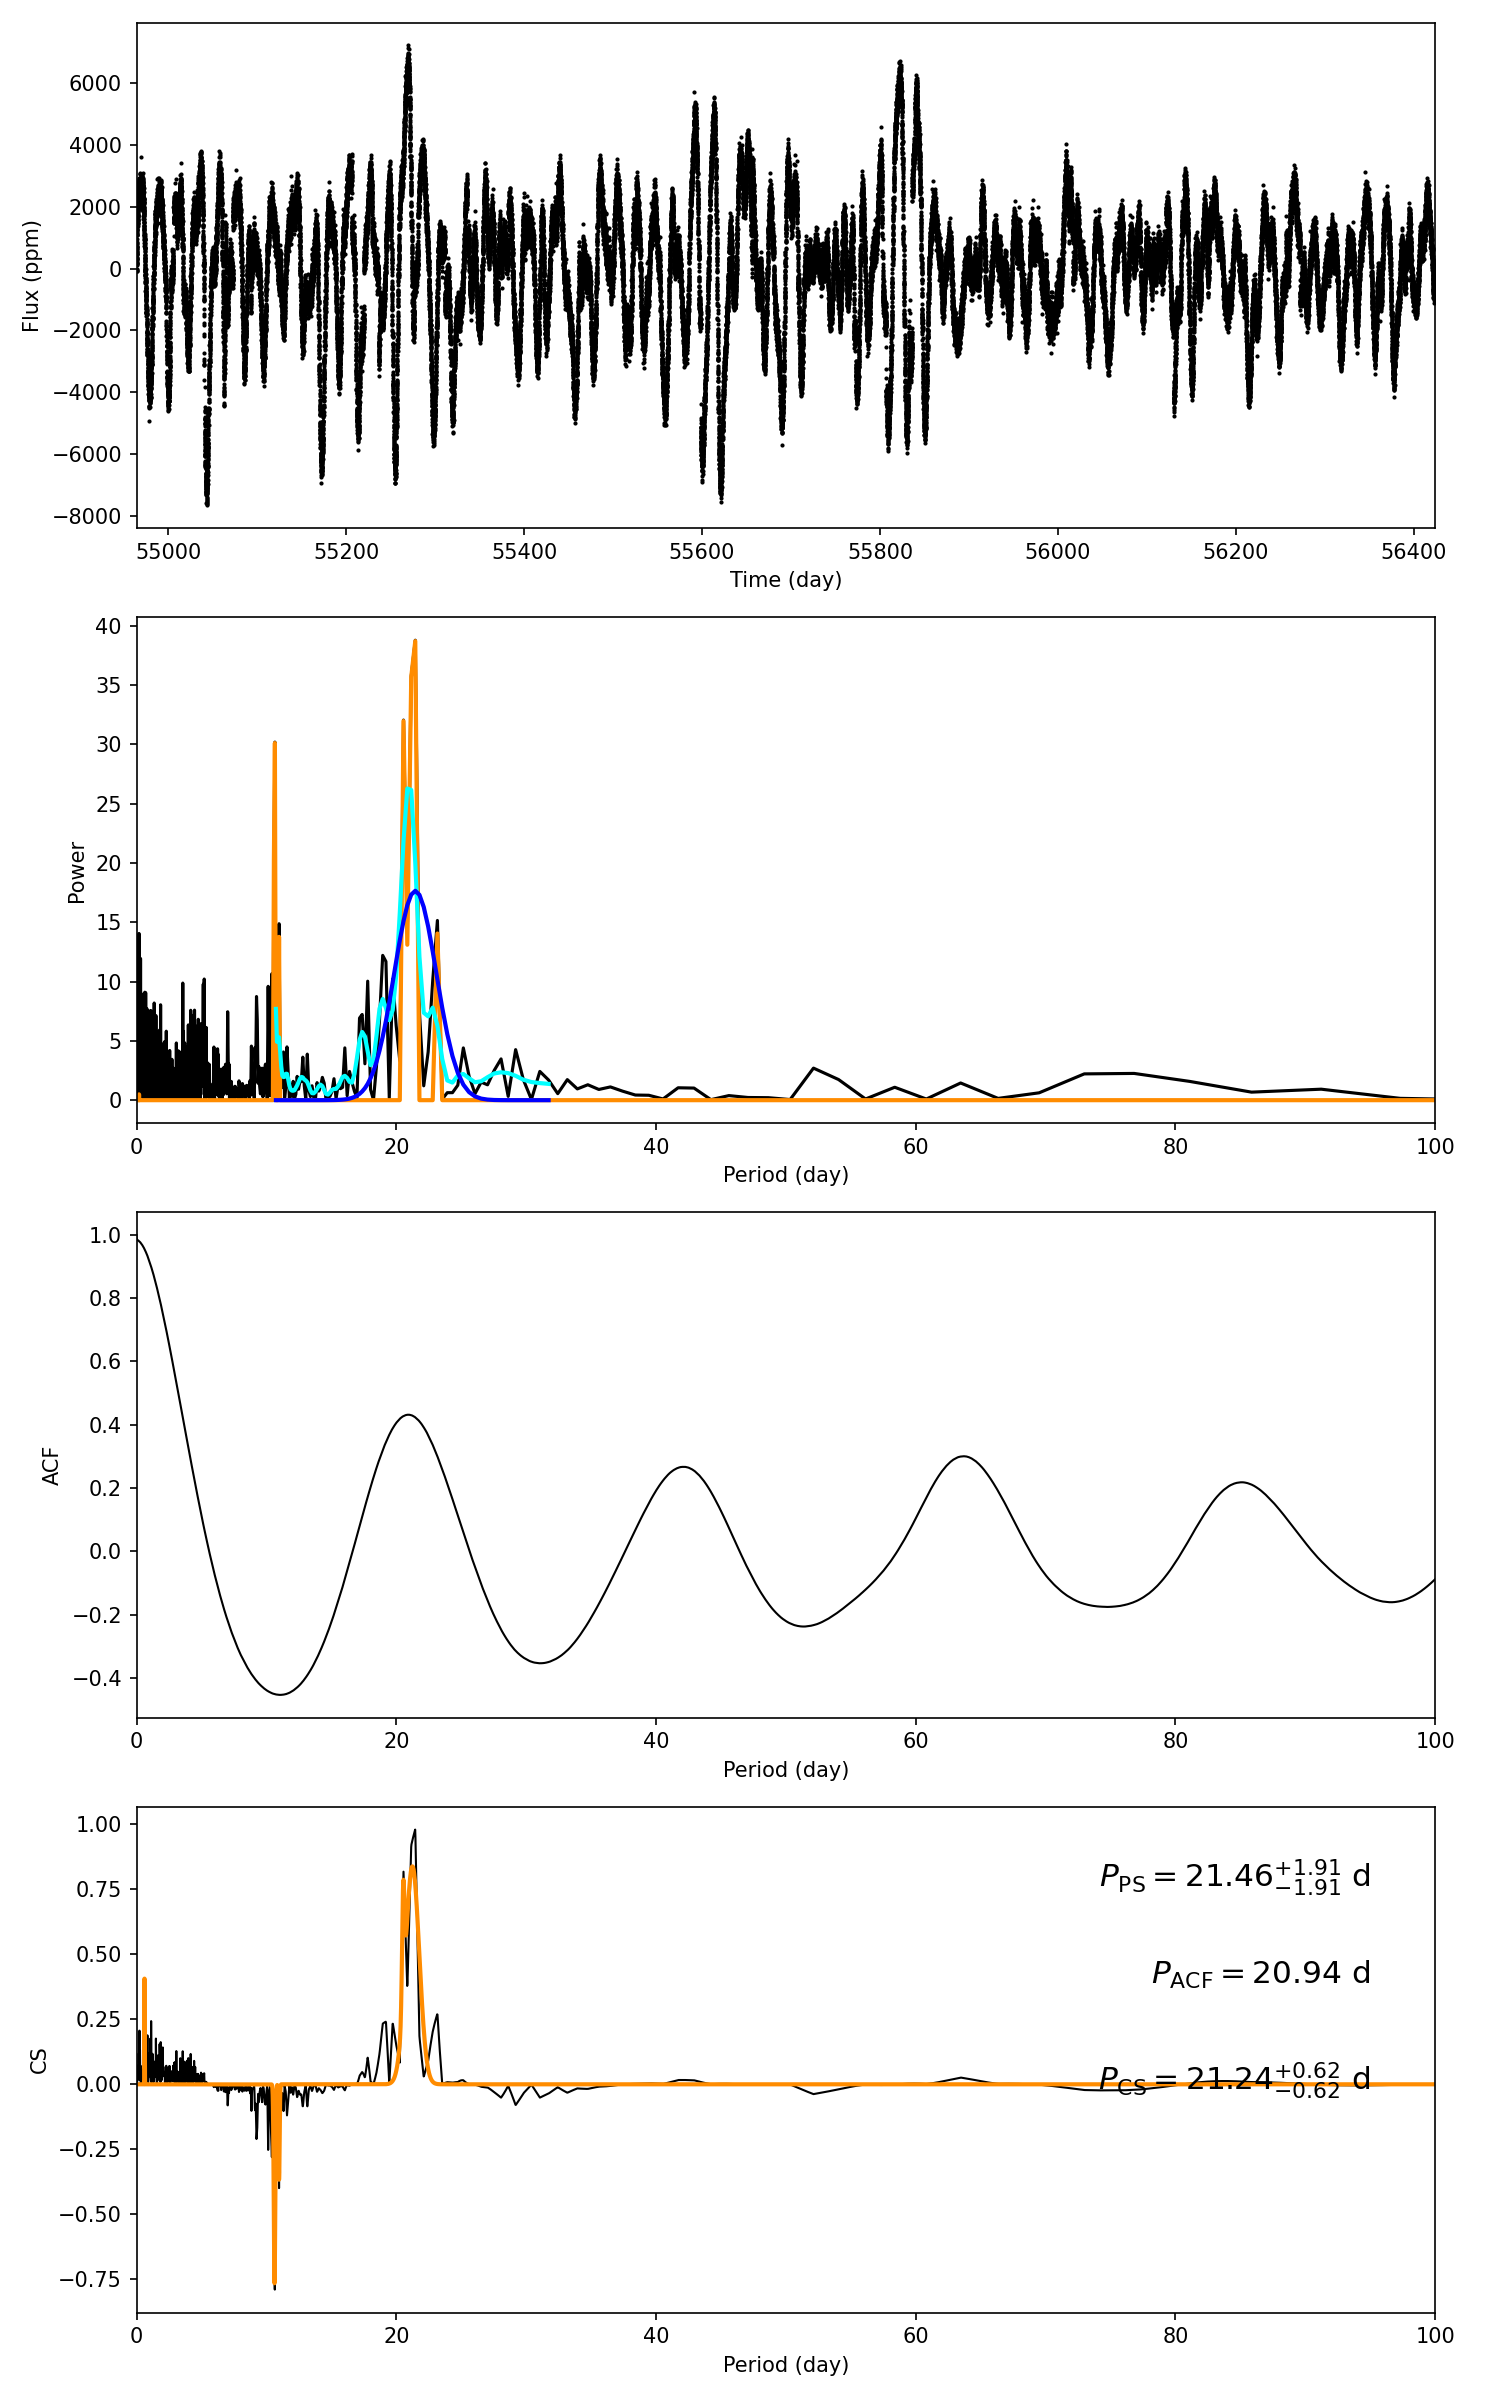 6000
4000
2000
0
−2000
−4000
−6000
−8000
Flux (ppm)
55000 55200 55400 55600 55800 56000 56200 56400
Time (day)
40
35
30
25
20
15
10
5
0
Power
0 20 40 60 80 100
Period (day)
1.0
0.8
0.6
0.4
0.2
0.0
−0.2
−0.4
ACF
0 20 40 60 80 100
Period (day)
1.00
0.75
0.50
0.25
0.00
−0.25
−0.50
−0.75
CS
P_PS = 21.46^{+1.91}_{−1.91} d
P_ACF = 20.94 d
P_CS = 21.24^{+0.62}_{−0.62} d
0 20 40 60 80 100
Period (day)